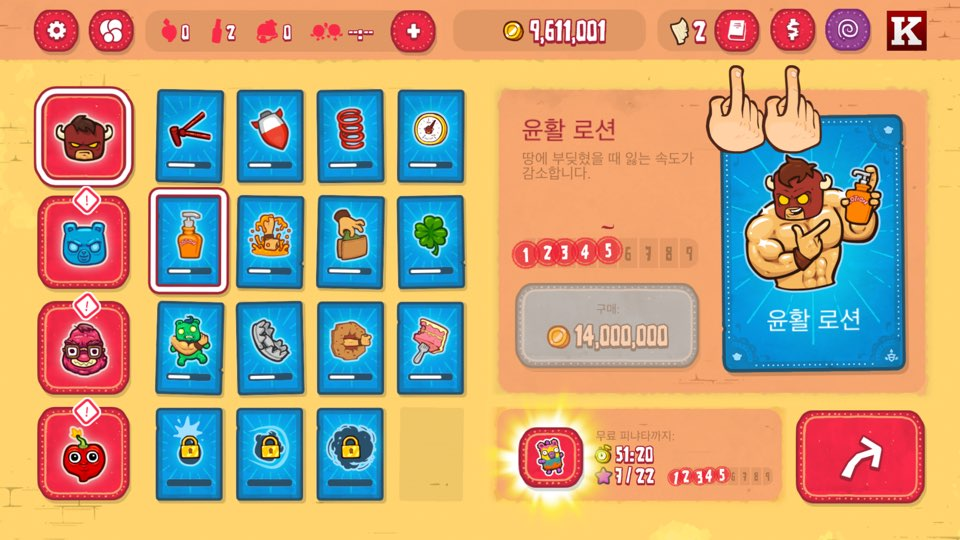 0 2 0 --:--
9,611,001
2
K
윤활 로션
땅에 부딪혔을 때 잃는 속도가
감소합니다.
1 2 3 4 5 6 7 8 9
구매:
14,000,000
윤활 로션
무료 피냐타까지:
51:20
7/22
1 2 3 4 5 6 7 8 9